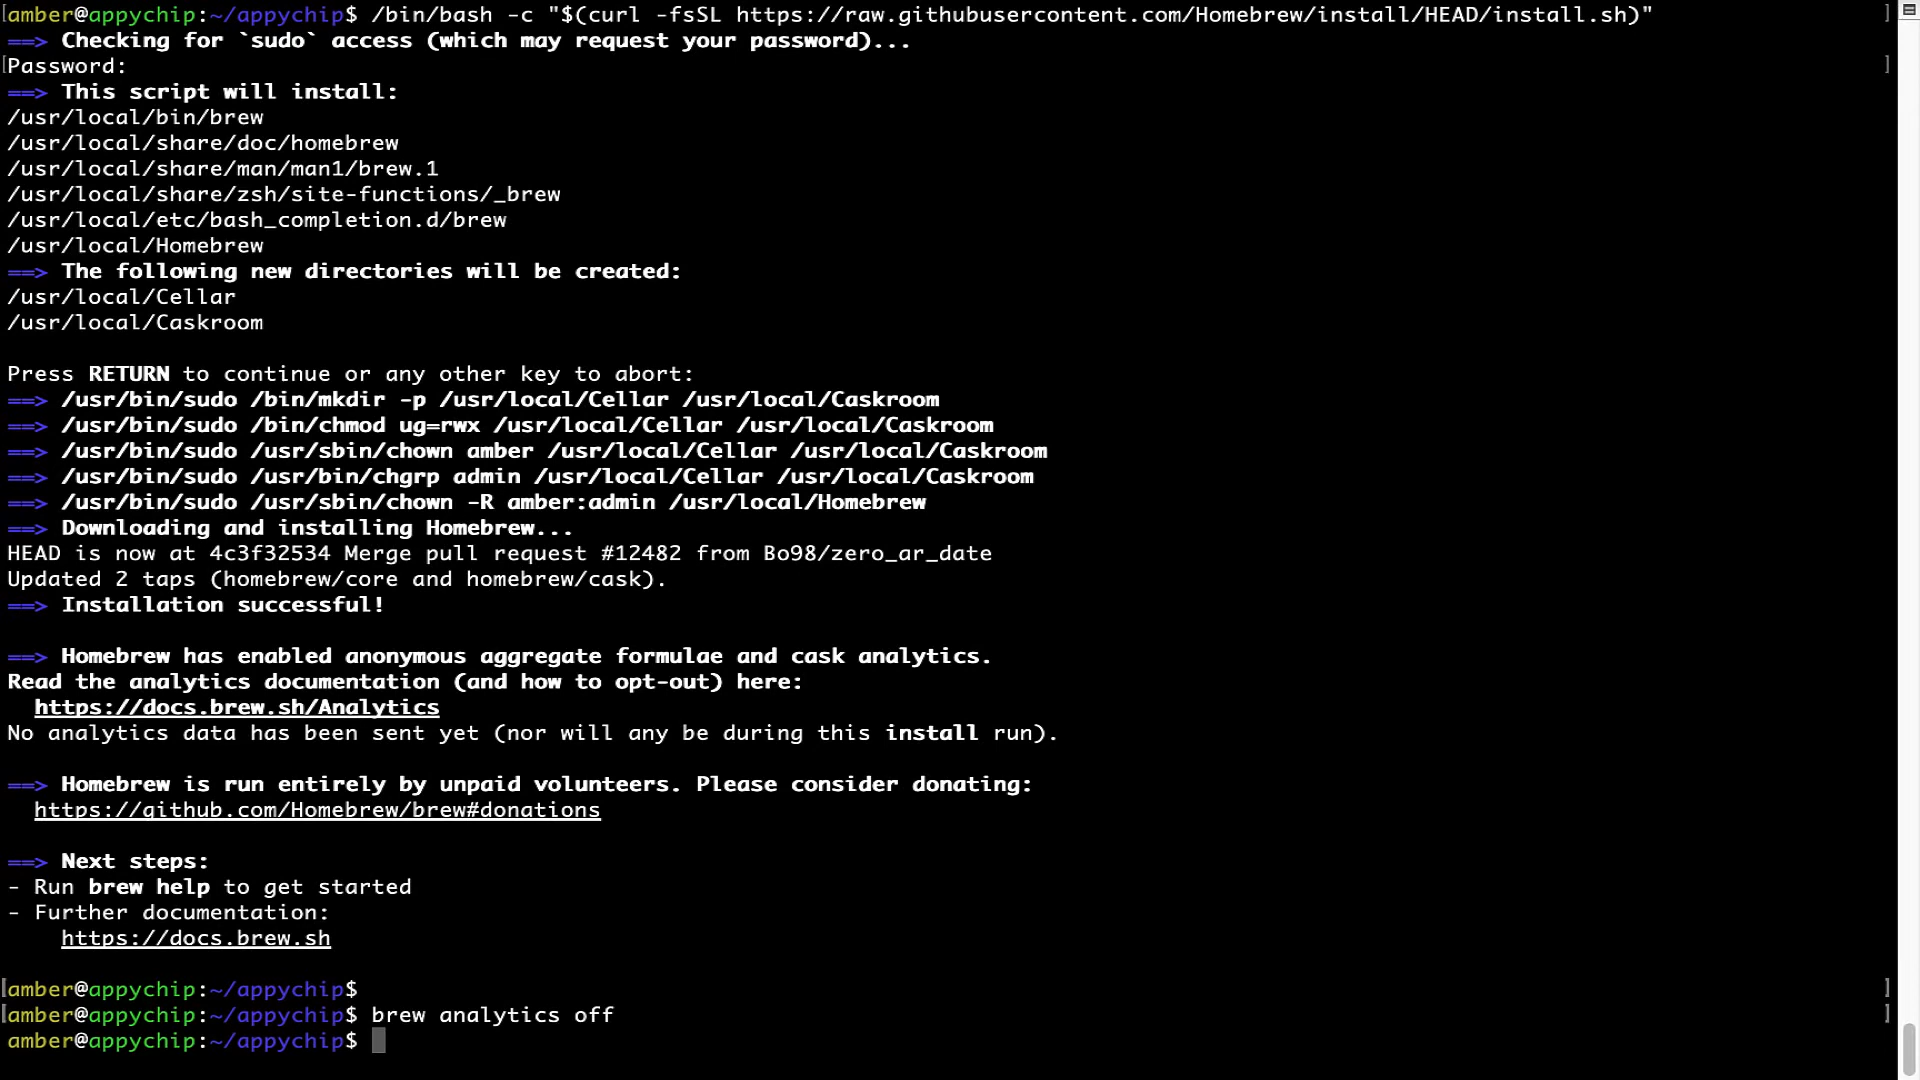 [amber@appychip:~/appychip$ /bin/bash -c "$(curl -fsSL https://raw.githubusercontent.com/Homebrew/install/HEAD/install.sh)" ]
==> Checking for `sudo` access (which may request your password)...
[Password: ]
==> This script will install:
/usr/local/bin/brew
/usr/local/share/doc/homebrew
/usr/local/share/man/man1/brew.1
/usr/local/share/zsh/site-functions/_brew
/usr/local/etc/bash_completion.d/brew
/usr/local/Homebrew
==> The following new directories will be created:
/usr/local/Cellar
/usr/local/Caskroom
Press RETURN to continue or any other key to abort:
==> /usr/bin/sudo /bin/mkdir -p /usr/local/Cellar /usr/local/Caskroom
==> /usr/bin/sudo /bin/chmod ug=rwx /usr/local/Cellar /usr/local/Caskroom
==> /usr/bin/sudo /usr/sbin/chown amber /usr/local/Cellar /usr/local/Caskroom
==> /usr/bin/sudo /usr/bin/chgrp admin /usr/local/Cellar /usr/local/Caskroom
==> /usr/bin/sudo /usr/sbin/chown -R amber:admin /usr/local/Homebrew
==> Downloading and installing Homebrew...
HEAD is now at 4c3f32534 Merge pull request #12482 from Bo98/zero_ar_date
Updated 2 taps (homebrew/core and homebrew/cask).
==> Installation successful!
==> Homebrew has enabled anonymous aggregate formulae and cask analytics.
Read the analytics documentation (and how to opt-out) here:
https://docs.brew.sh/Analytics
No analytics data has been sent yet (nor will any be during this install run).
==> Homebrew is run entirely by unpaid volunteers. Please consider donating:
https://github.com/Homebrew/brew#donations
==> Next steps:
- Run brew help to get started
- Further documentation:
https://docs.brew.sh
[amber@appychip:~/appychip$ ]
[amber@appychip:~/appychip$ brew analytics off ]
amber@appychip:~/appychip$